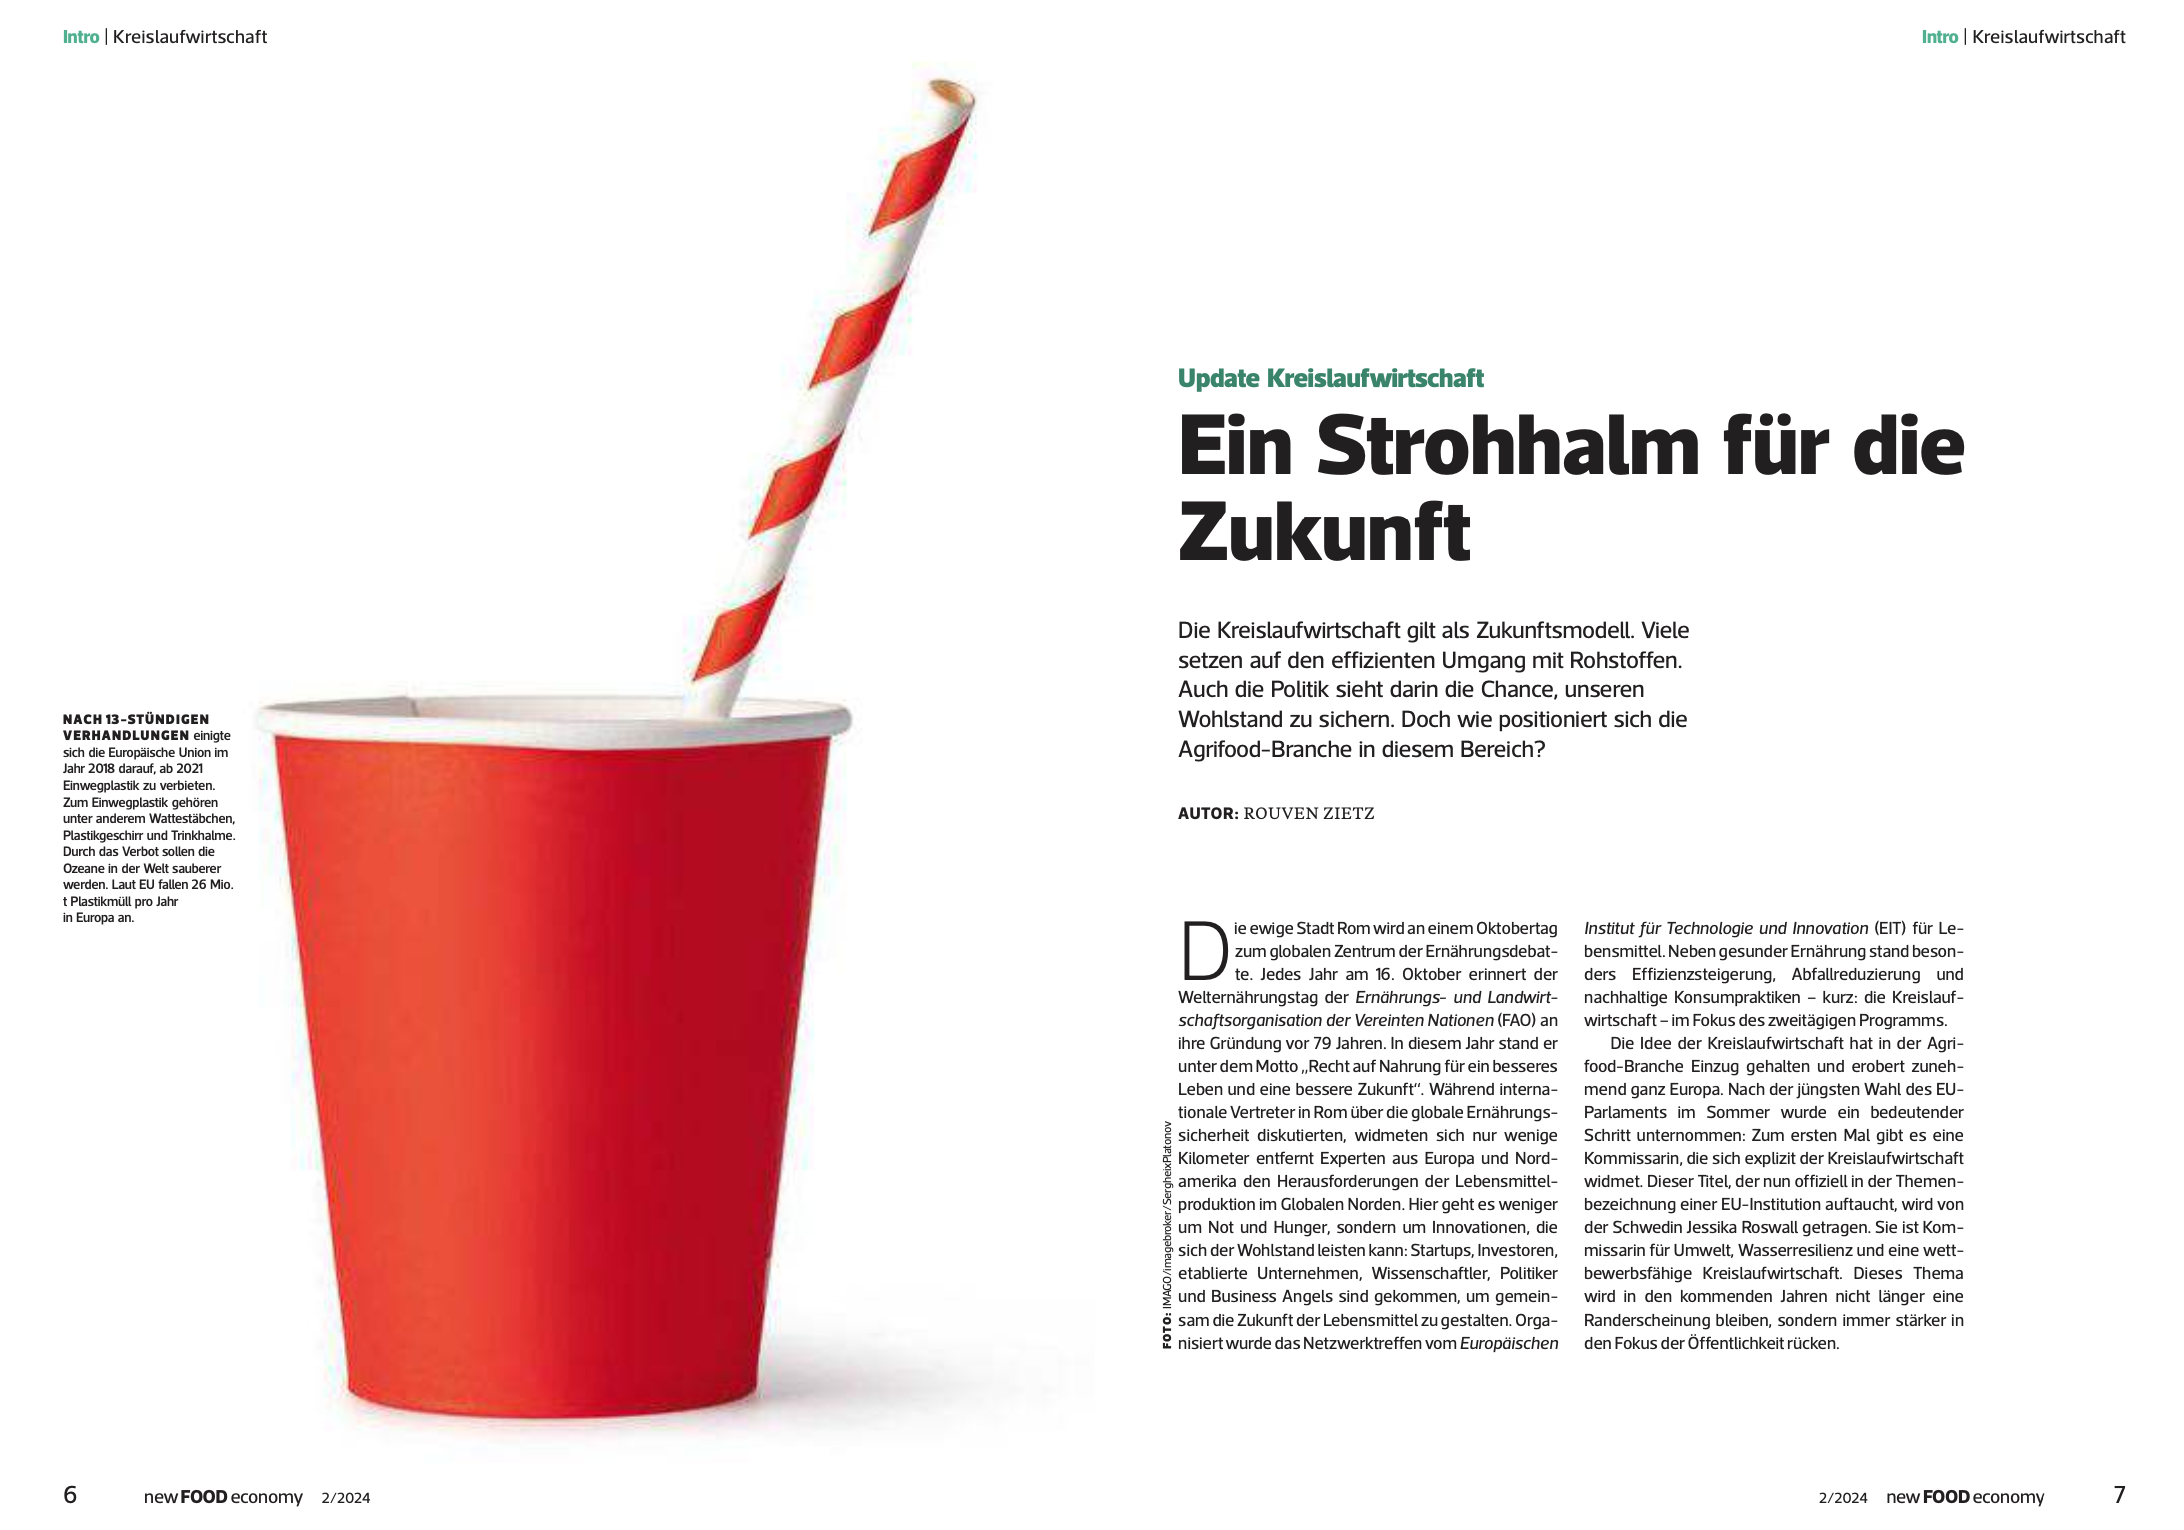 Intro | Kreislaufwirtschaft
Intro | Kreislaufwirtschaft
NACH 13-STÜNDIGEN
VERHANDLUNGEN einigte
sich die Europäische Union im
Jahr 2018 darauf, ab 2021
Einwegplastik zu verbieten.
Zum Einwegplastik gehören
unter anderem Wattestäbchen,
Plastikgeschirr und Trinkhalme.
Durch das Verbot sollen die
Ozeane in der Welt sauberer
werden. Laut EU fallen 26 Mio.
t Plastikmüll pro Jahr
in Europa an.
Update Kreislaufwirtschaft
Ein Strohhalm für die
Zukunft
Die Kreislaufwirtschaft gilt als Zukunftsmodell. Viele
setzen auf den effizienten Umgang mit Rohstoffen.
Auch die Politik sieht darin die Chance, unseren
Wohlstand zu sichern. Doch wie positioniert sich die
Agrifood-Branche in diesem Bereich?
AUTOR: ROUVEN ZIETZ
Die ewige Stadt Rom wird an einem Oktobertag
zum globalen Zentrum der Ernährungsdebat-
te. Jedes Jahr am 16. Oktober erinnert der
Welternährungstag der Ernährungs- und Landwirt-
schaftsorganisation der Vereinten Nationen (FAO) an
ihre Gründung vor 79 Jahren. In diesem Jahr stand er
unter dem Motto „Recht auf Nahrung für ein besseres
Leben und eine bessere Zukunft“. Während interna-
tionale Vertreter in Rom über die globale Ernährungs-
sicherheit diskutierten, widmeten sich nur wenige
Kilometer entfernt Experten aus Europa und Nord-
amerika den Herausforderungen der Lebensmittel-
produktion im Globalen Norden. Hier geht es weniger
um Not und Hunger, sondern um Innovationen, die
sich der Wohlstand leisten kann: Startups, Investoren,
etablierte Unternehmen, Wissenschaftler, Politiker
und Business Angels sind gekommen, um gemein-
sam die Zukunft der Lebensmittel zu gestalten. Orga-
nisiert wurde das Netzwerktreffen vom Europäischen
Institut für Technologie und Innovation (EIT) für Le-
bensmittel. Neben gesunder Ernährung stand beson-
ders Effizienzsteigerung, Abfallreduzierung und
nachhaltige Konsumpraktiken – kurz: die Kreislauf-
wirtschaft – im Fokus des zweitägigen Programms.
Die Idee der Kreislaufwirtschaft hat in der Agri-
food-Branche Einzug gehalten und erobert zuneh-
mend ganz Europa. Nach der jüngsten Wahl des EU-
Parlaments im Sommer wurde ein bedeutender
Schritt unternommen: Zum ersten Mal gibt es eine
Kommissarin, die sich explizit der Kreislaufwirtschaft
widmet. Dieser Titel, der nun offiziell in der Themen-
bezeichnung einer EU-Institution auftaucht, wird von
der Schwedin Jessika Roswall getragen. Sie ist Kom-
missarin für Umwelt, Wasserresilienz und eine wett-
bewerbsfähige Kreislaufwirtschaft. Dieses Thema
wird in den kommenden Jahren nicht länger eine
Randerscheinung bleiben, sondern immer stärker in
den Fokus der Öffentlichkeit rücken.
FOTO: IMAGO/imagebroker/SergheixPlatonov
6 new FOOD economy 2/2024
2/2024 new FOOD economy 7